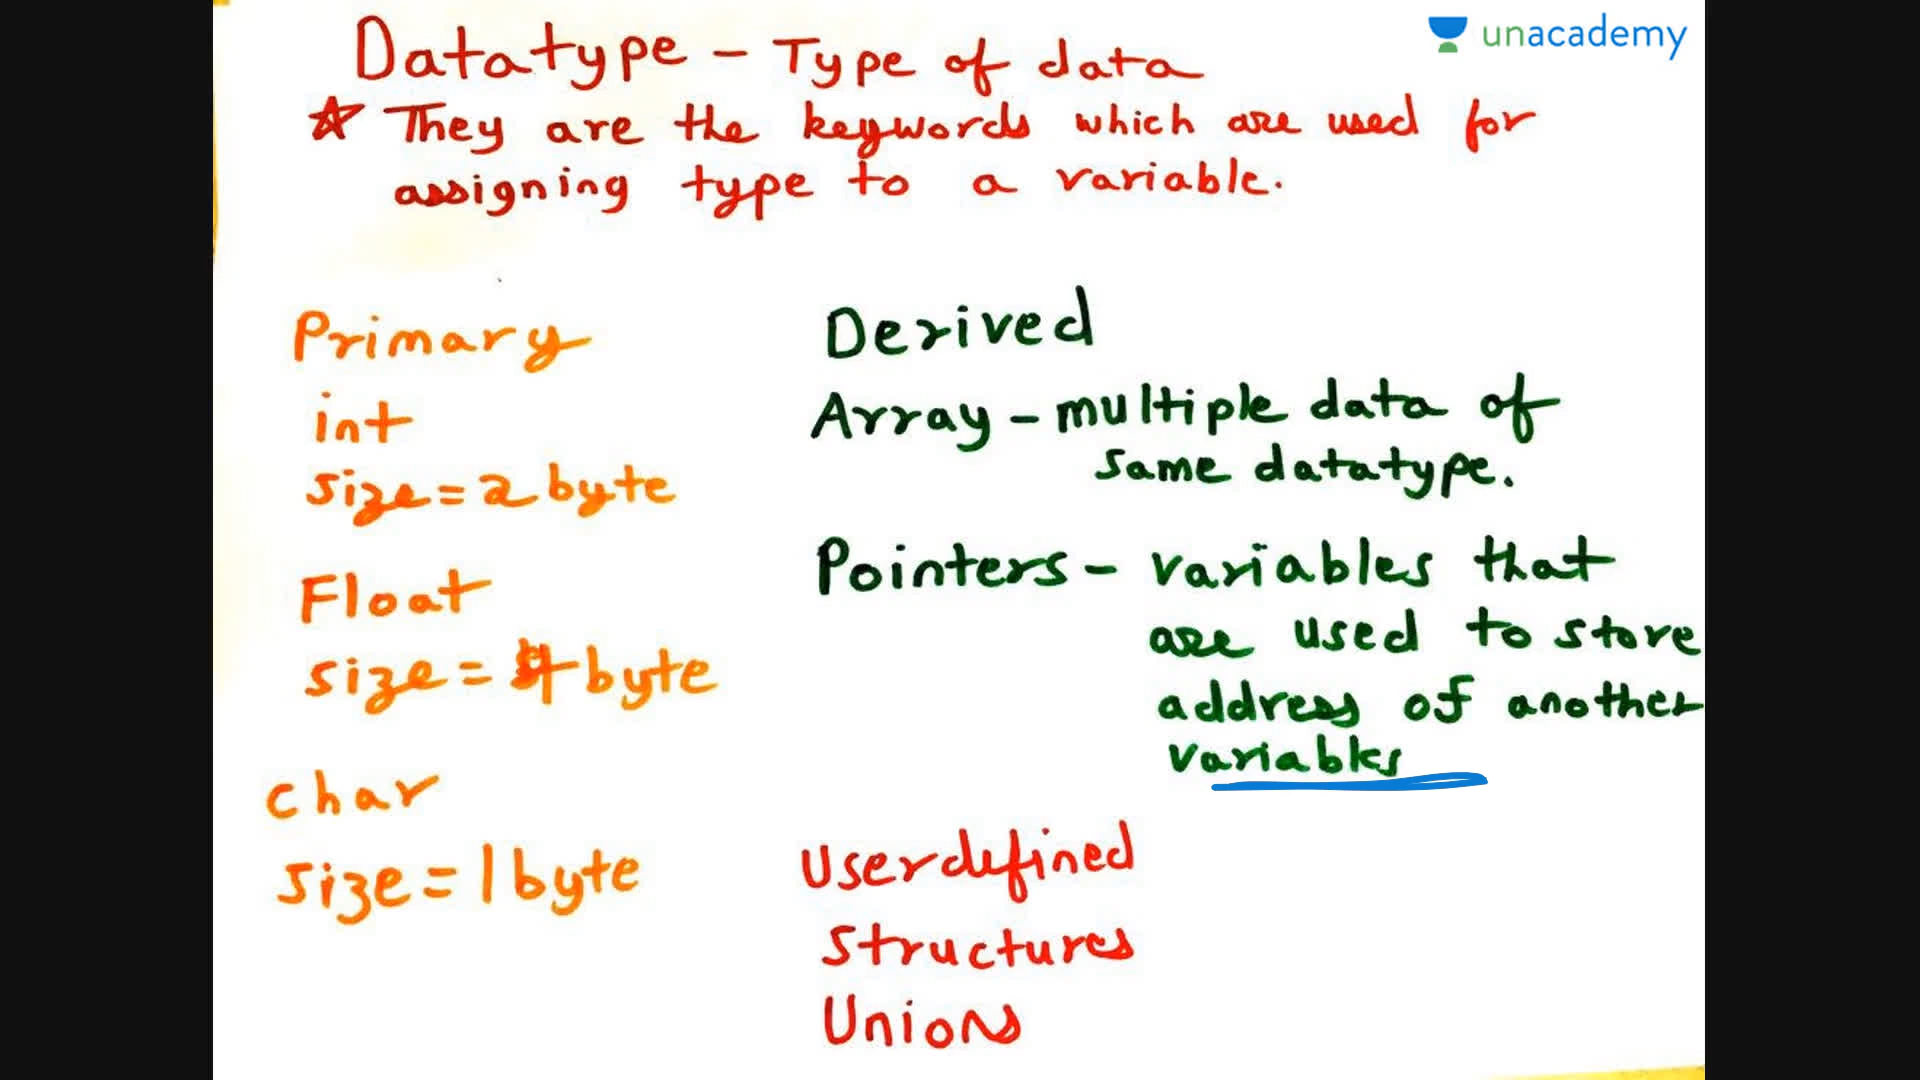 unacademy
Datatype - Type of data
☆ They are the keywords which are used for
assigning type to a variable.
Primary
int
size = 2 byte
Float
size = 4 byte
char
size = 1 byte
Derived
Array - multiple data of
same datatype.
Pointers - variables that
are used to store
address of another
variables
Userdefined
Structures
Unions